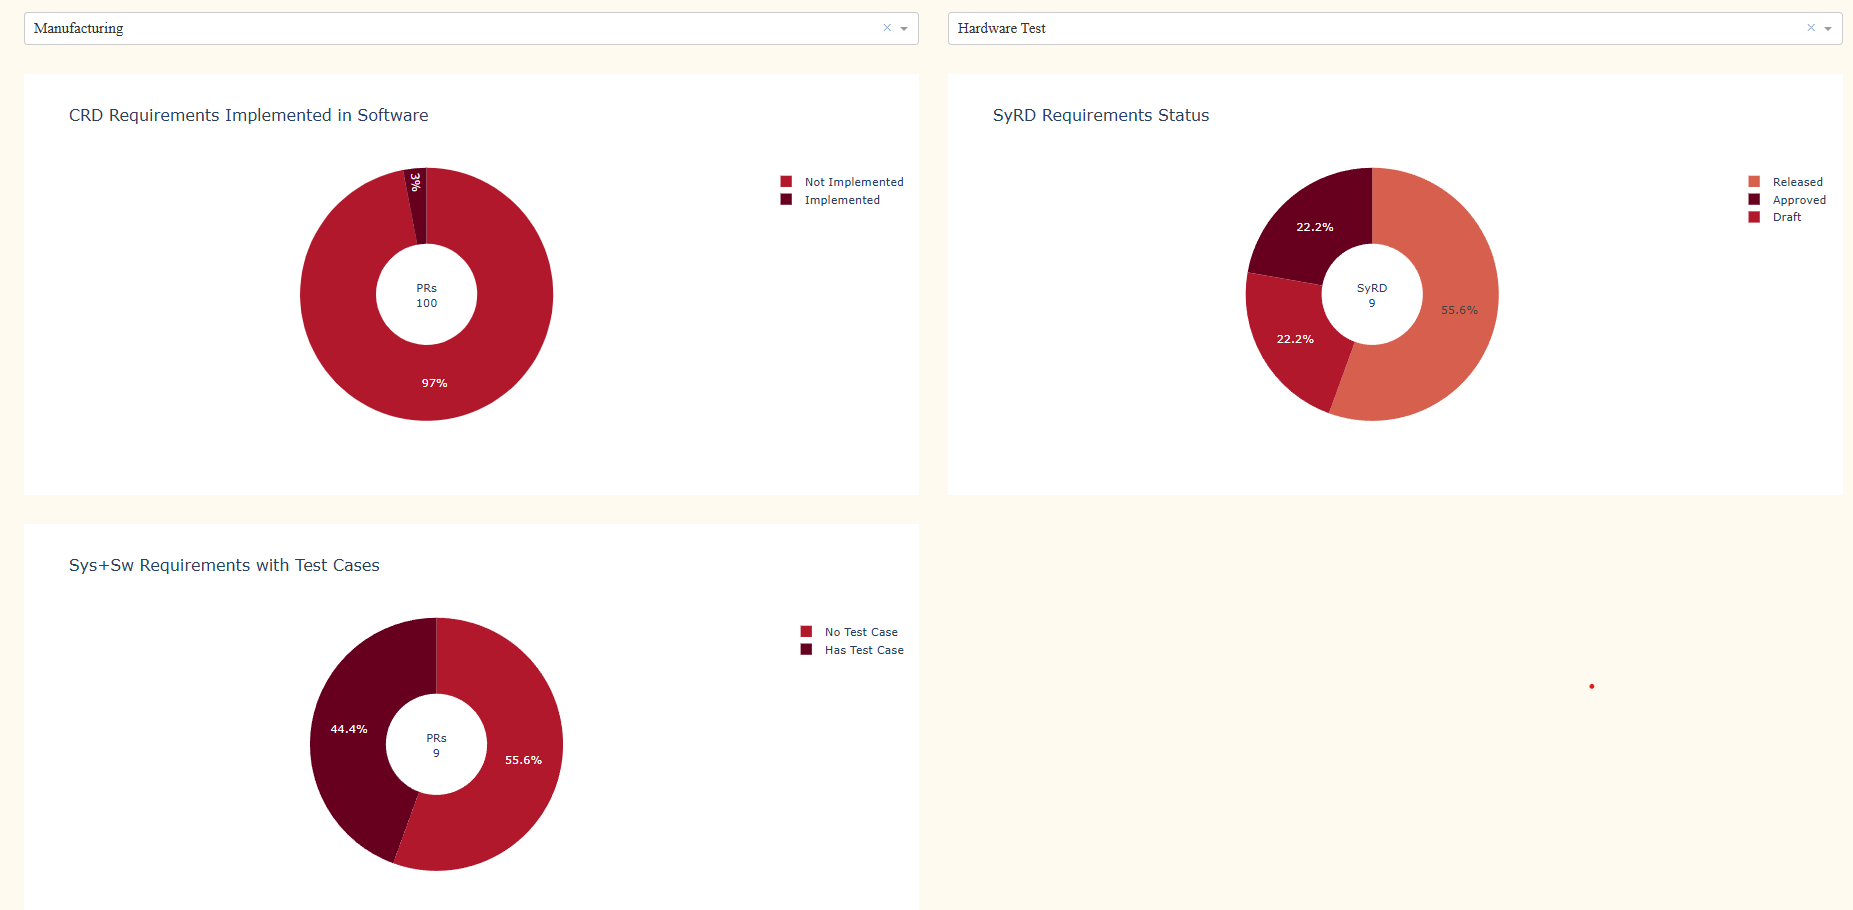 Manufacturing
Hardware Test
CRD Requirements Implemented in Software
3%
97%
PRs
100
Not Implemented
Implemented
SyRD Requirements Status
22.2%
22.2%
55.6%
SyRD
9
Released
Approved
Draft
Sys+Sw Requirements with Test Cases
44.4%
55.6%
PRs
9
No Test Case
Has Test Case